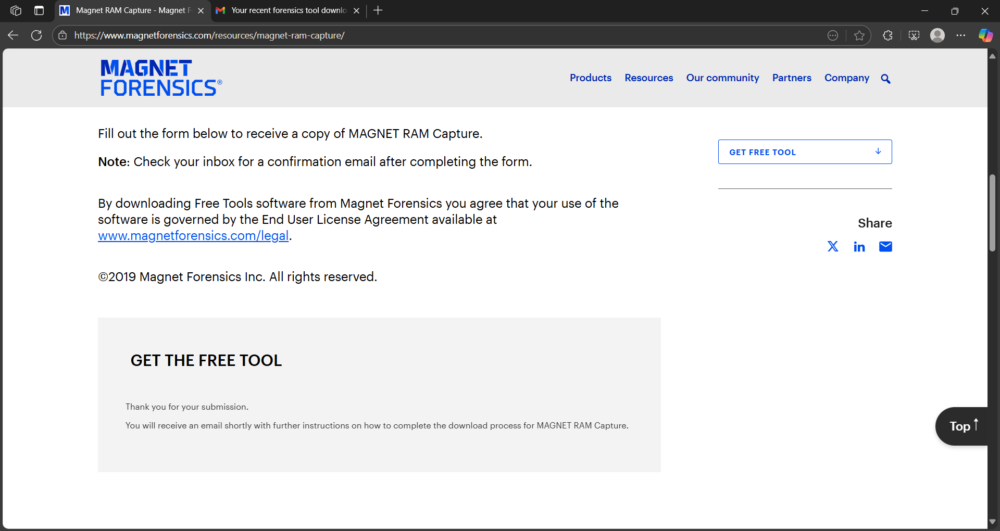 Magnet RAM Capture - Magnet F
Your recent forensics tool downlo
https://www.magnetforensics.com/resources/magnet-ram-capture/
MAGNET
FORENSICS®
Products
Resources
Our community
Partners
Company
Fill out the form below to receive a copy of MAGNET RAM Capture.
Note: Check your inbox for a confirmation email after completing the form.
By downloading Free Tools software from Magnet Forensics you agree that your use of the
software is governed by the End User License Agreement available at
www.magnetforensics.com/legal.
©2019 Magnet Forensics Inc. All rights reserved.
GET FREE TOOL
Share
GET THE FREE TOOL
Thank you for your submission.
You will receive an email shortly with further instructions on how to complete the download process for MAGNET RAM Capture.
Top